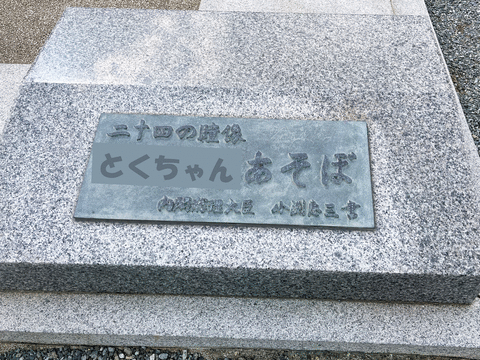 二十四の瞳像
とくちゃん あそぼ
内閣総理大臣 小渕恵三書